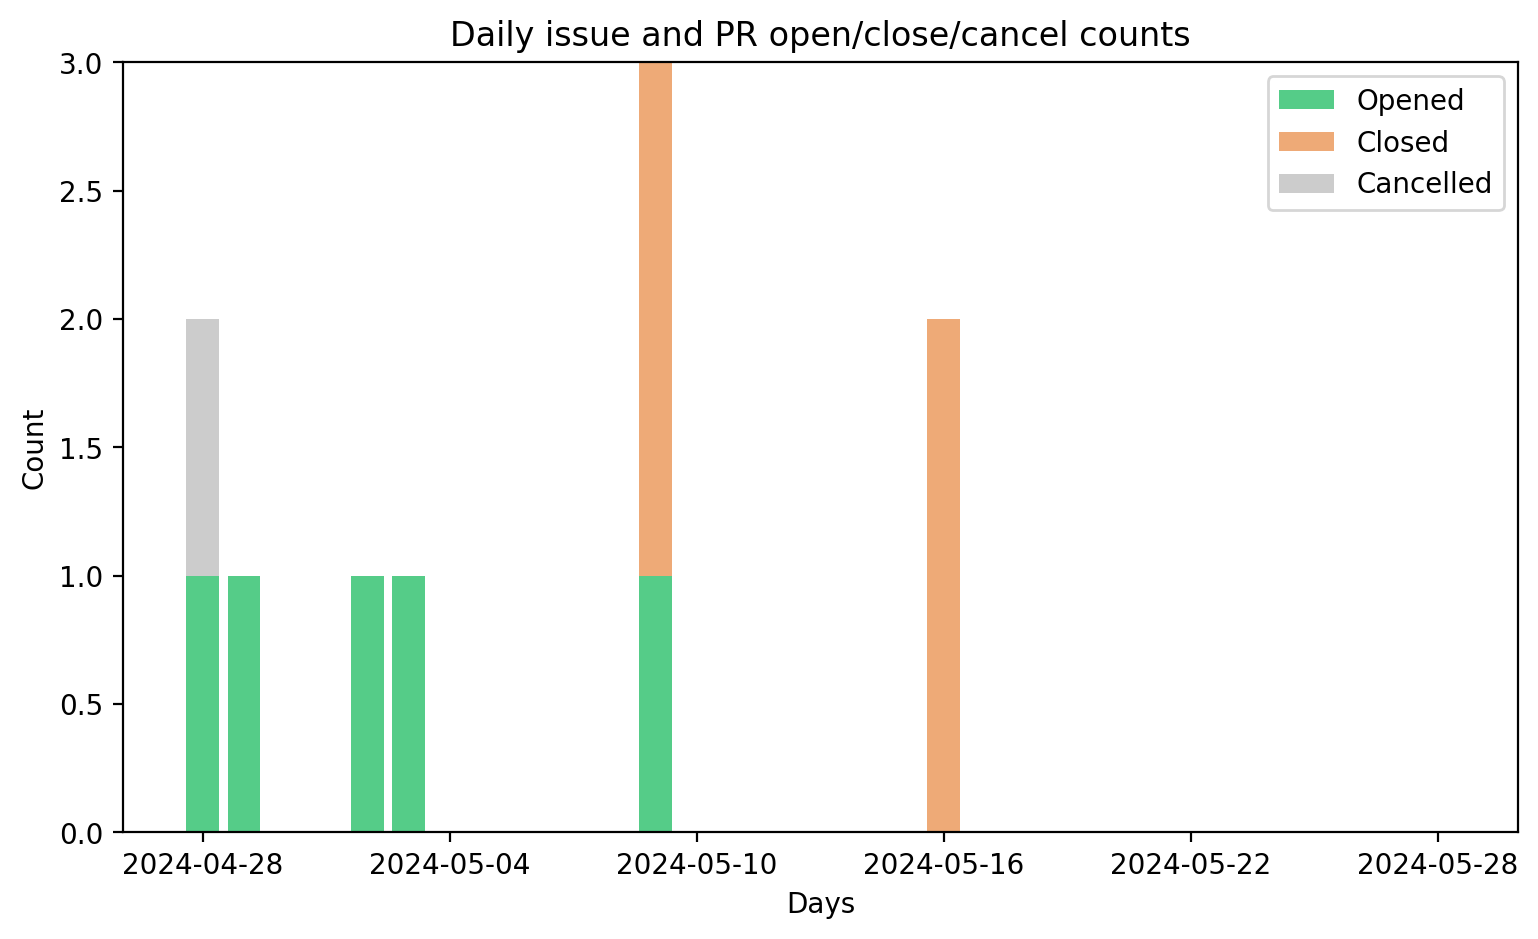 Daily issue and PR open/close/cancel counts
3.0
2.5
2.0
1.5
1.0
0.5
0.0
Count
Opened
Closed
Cancelled
2024-04-28 2024-05-04 2024-05-10 2024-05-16 2024-05-22 2024-05-28
Days